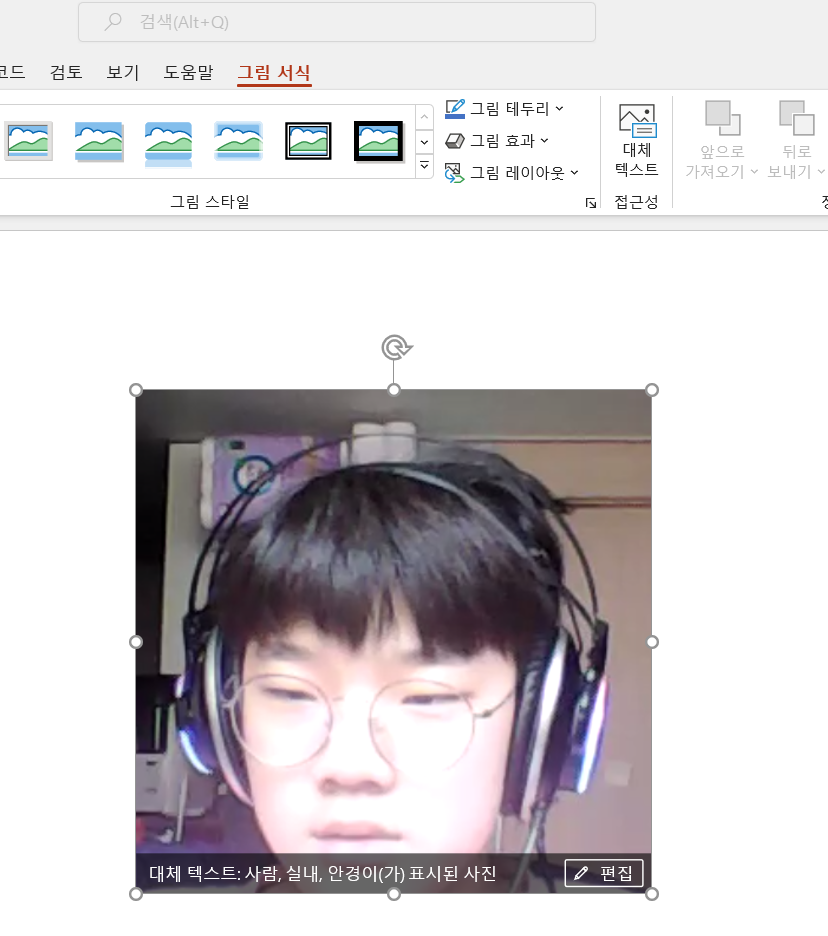 검색(Alt+Q)
코드 검토 보기 도움말 그림 서식
그림 테두리
그림 효과
그림 레이아웃
대체
텍스트
앞으로
가져오기
뒤로
보내기
그림 스타일
접근성
대체 텍스트: 사람, 실내, 안경이(가) 표시된 사진
편집